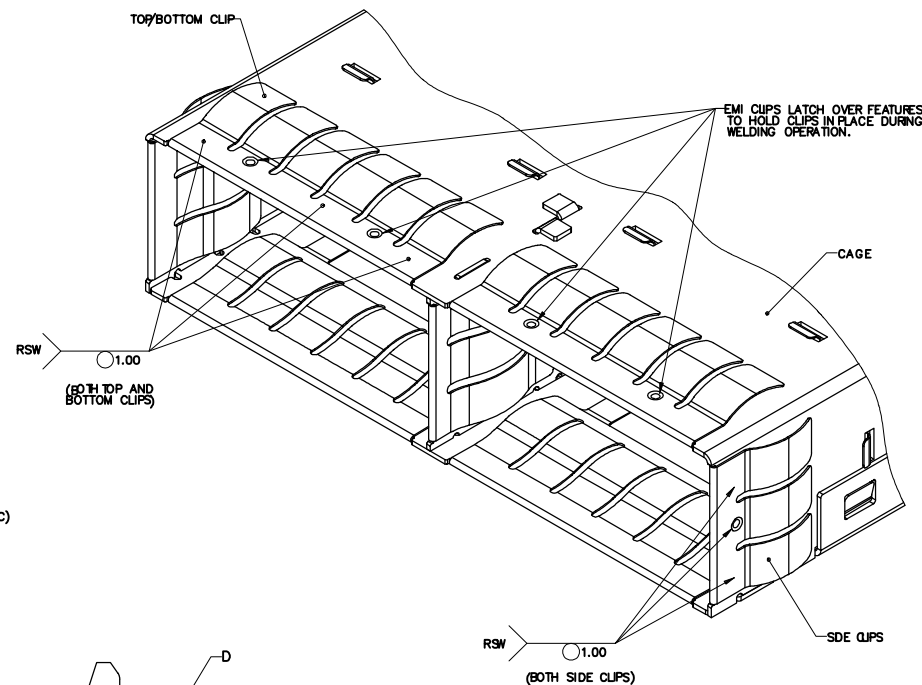 TOP/BOTTOM CLIP
EMI CLIPS LATCH OVER FEATURES
TO HOLD CLIPS IN PLACE DURING
WELDING OPERATION.
CAGE
RSW
1.00
(BOTH TOP AND
BOTTOM CLIPS)
C)
D
RSW
1.00
(BOTH SIDE CLIPS)
SIDE CLIPS